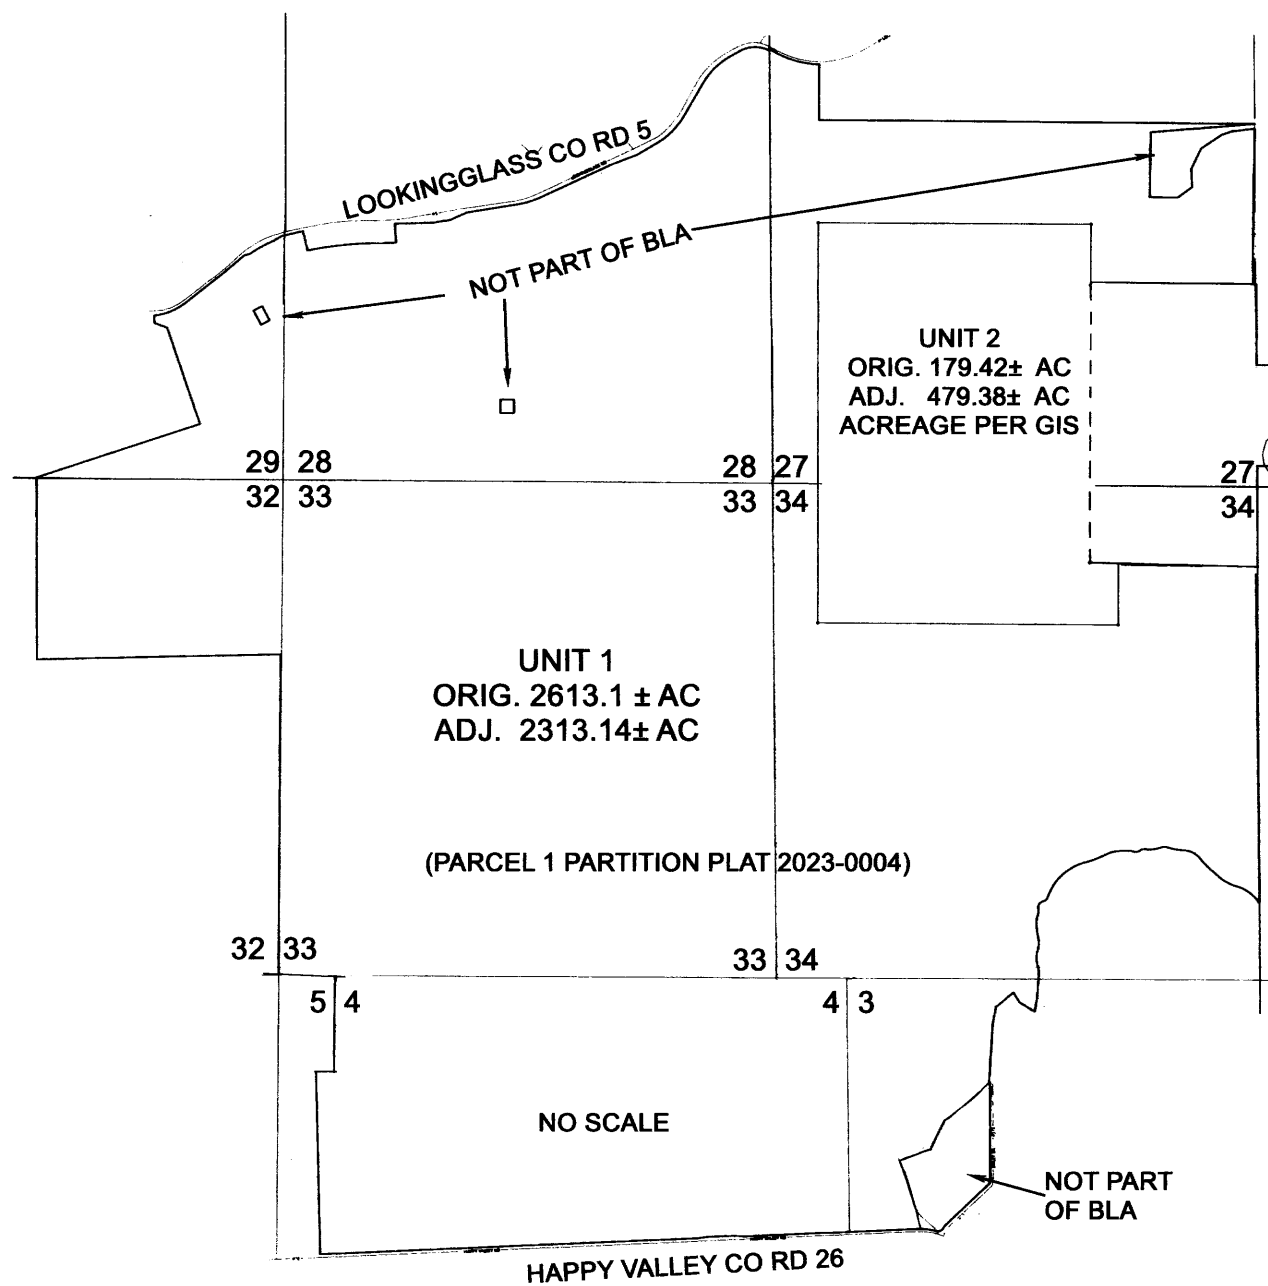 LOOKINGGLASS CO RD 5
NOT PART OF BLA
UNIT 2
ORIG. 179.42± AC
ADJ. 479.38± AC
ACREAGE PER GIS
29 28
28 27
27
32 33
33 34
34
UNIT 1
ORIG. 2613.1 ± AC
ADJ. 2313.14± AC
(PARCEL 1 PARTITION PLAT 2023-0004)
32 33
33 34
5 4
4 3
NO SCALE
NOT PART
OF BLA
HAPPY VALLEY CO RD 26